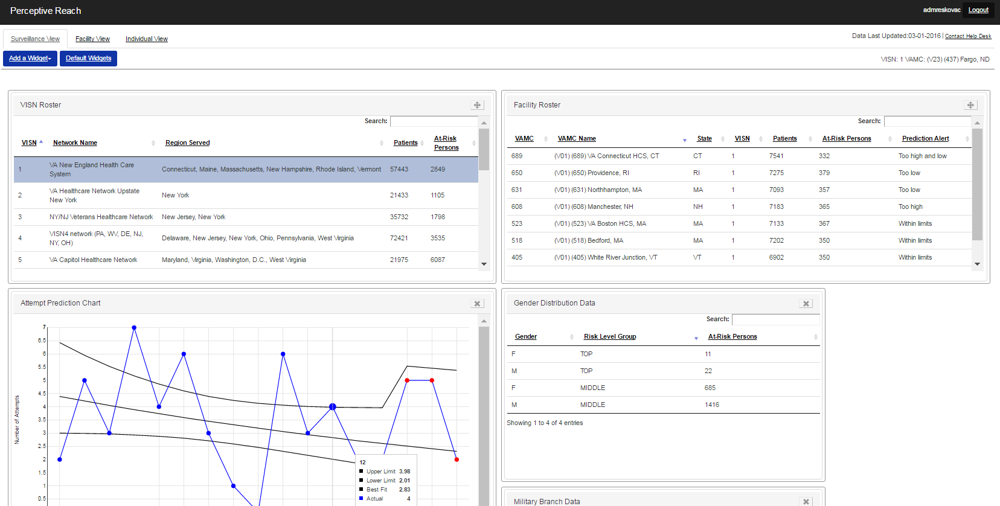 Perceptive Reach
admreskovac Logout
Surveillance View Facility View Individual View
Data Last Updated:03-01-2016 | Contact Help Desk
Add a Widget Default Widgets
VISN: 1 VAMC: (V23) (437) Fargo, ND
VISN Roster
Search:
VISN Network Name Region Served Patients At-Risk Persons
1 VA New England Health Care System Connecticut, Maine, Massachusetts, New Hampshire, Rhode Island, Vermont 57443 2849
2 VA Healthcare Network Upstate New York New York 21433 1105
3 NY/NJ Veterans Healthcare Network New Jersey, New York 35732 1798
4 VISN4 network (PA, WV, DE, NJ, NY, OH) Delaware, New Jersey, New York, Ohio, Pennsylvania, West Virginia 72421 3535
5 VA Capitol Healthcare Network Maryland, Virginia, Washington, D.C., West Virginia 21975 6087
Facility Roster
Search:
VAMC VAMC Name State VISN Patients At-Risk Persons Prediction Alert
689 (V01) (689) VA Connecticut HCS, CT CT 1 7541 332 Too high and low
650 (V01) (650) Providence, RI RI 1 7275 379 Too low
631 (V01) (631) Northhampton, MA MA 1 7093 357 Too low
608 (V01) (608) Manchester, NH NH 1 7183 365 Too high
523 (V01) (523) VA Boston HCS, MA MA 1 7133 367 Within limits
518 (V01) (518) Bedford, MA MA 1 7202 350 Within limits
405 (V01) (405) White River Junction, VT VT 1 6902 350 Within limits
Attempt Prediction Chart
7
6.5
6
5.5
5
4.5
4
3.5
3
2.5
2
1.5
1
0.5
Number of Attempts
12
Upper Limit 3.98
Lower Limit 2.01
Best Fit 2.83
Actual 4
Gender Distribution Data
Search:
Gender Risk Level Group At-Risk Persons
F TOP 11
M TOP 22
F MIDDLE 685
M MIDDLE 1416
Showing 1 to 4 of 4 entries
Military Branch Data